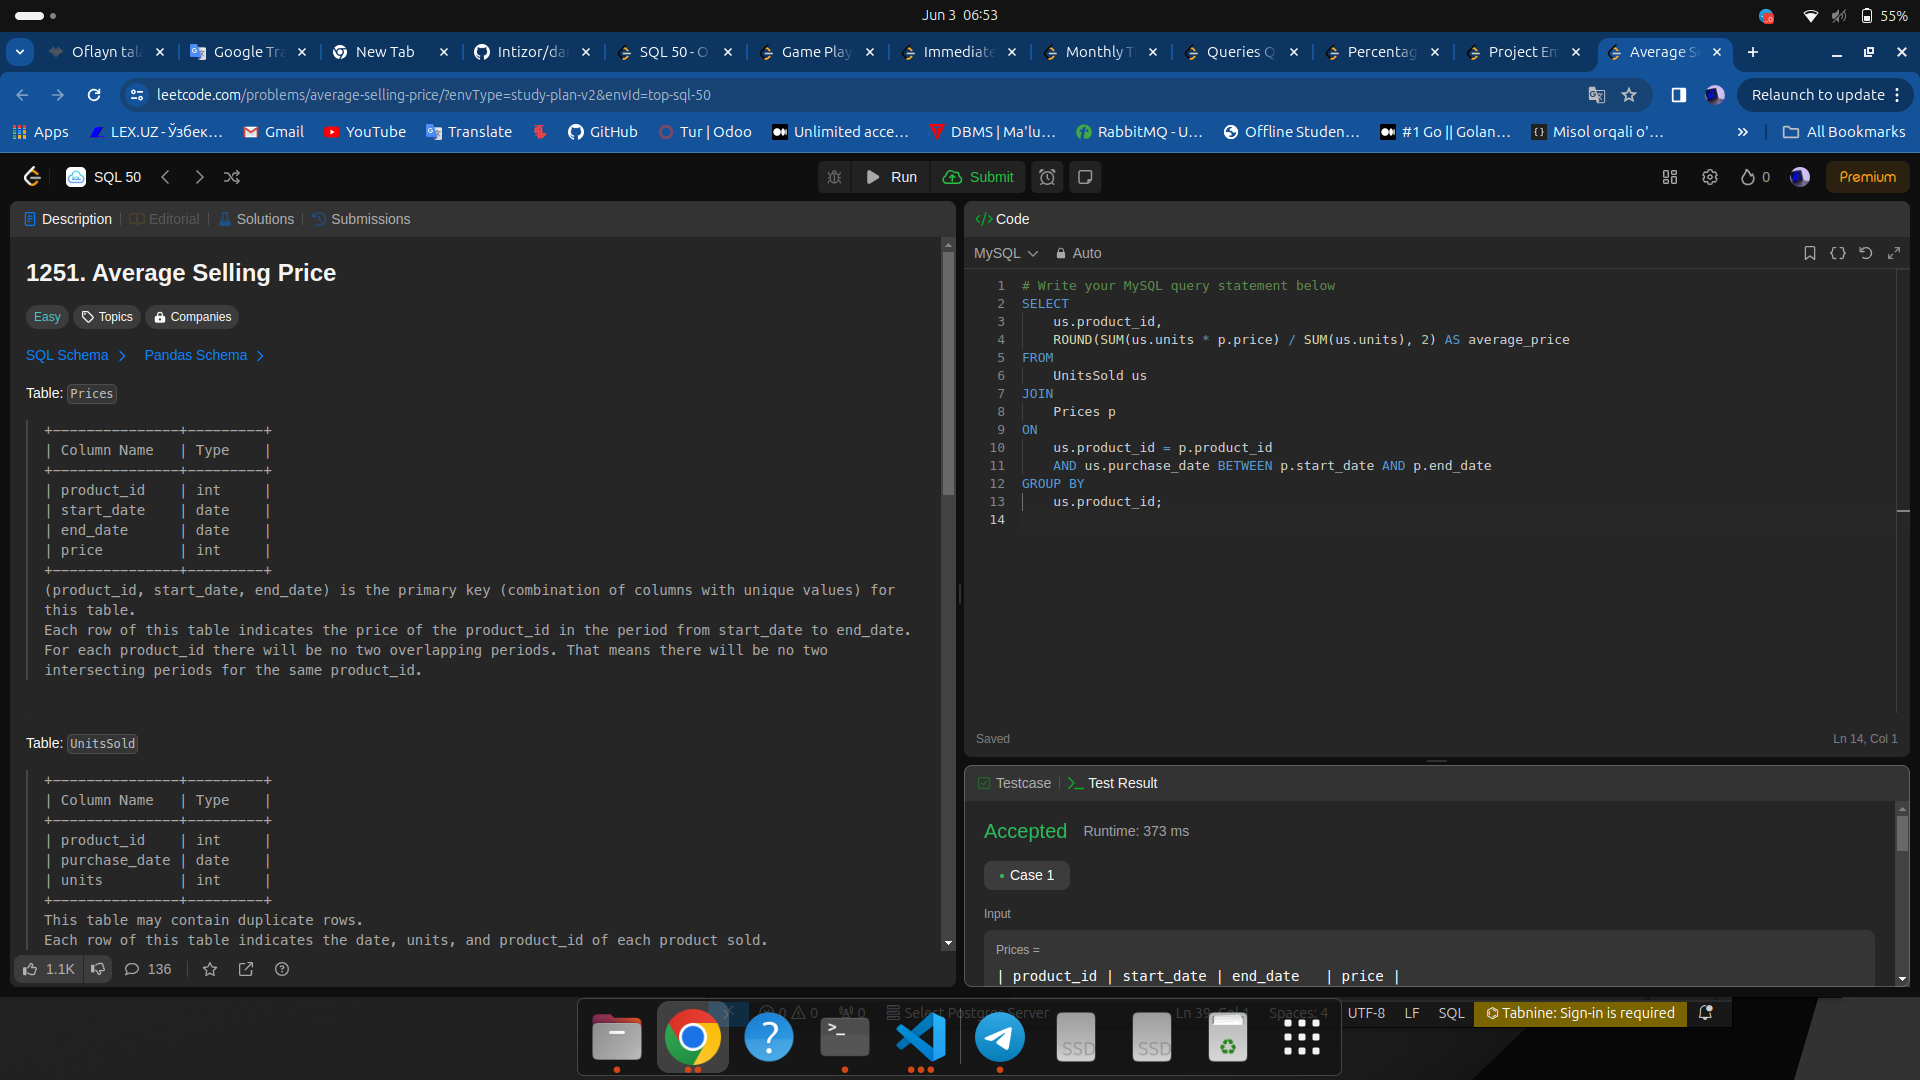 Jun 3 06:53
55%
Oflayn tal
Google Tra
New Tab
Intizor/da
SQL 50 - O
Game Play
Immediate
Monthly T
Queries Q
Percentag
Project Em
Average Se
leetcode.com/problems/average-selling-price/?envType=study-plan-v2&envId=top-sql-50
Relaunch to update
Apps
LEX.UZ - Ўзбек...
Gmail
YouTube
Translate
GitHub
Tur | Odoo
Unlimited acce...
DBMS | Ma'lu...
RabbitMQ - U...
Offline Studen...
#1 Go || Golan...
Misol orqali o'...
All Bookmarks
SQL 50
Run
Submit
0
Premium
Description | Editorial | Solutions | Submissions
1251. Average Selling Price
Easy
Topics
Companies
SQL Schema
Pandas Schema
Table: Prices
+---------------+---------+
| Column Name   | Type    |
+---------------+---------+
| product_id    | int     |
| start_date    | date    |
| end_date      | date    |
| price         | int     |
+---------------+---------+
(product_id, start_date, end_date) is the primary key (combination of columns with unique values) for
this table.
Each row of this table indicates the price of the product_id in the period from start_date to end_date.
For each product_id there will be no two overlapping periods. That means there will be no two
intersecting periods for the same product_id.
Table: UnitsSold
+---------------+---------+
| Column Name   | Type    |
+---------------+---------+
| product_id    | int     |
| purchase_date | date    |
| units         | int     |
+---------------+---------+
This table may contain duplicate rows.
Each row of this table indicates the date, units, and product_id of each product sold.
1.1K
136
</> Code
MySQL
Auto
1 # Write your MySQL query statement below
2 SELECT
3     us.product_id,
4     ROUND(SUM(us.units * p.price) / SUM(us.units), 2) AS average_price
5 FROM
6     UnitsSold us
7 JOIN
8     Prices p
9 ON
10     us.product_id = p.product_id
11     AND us.purchase_date BETWEEN p.start_date AND p.end_date
12 GROUP BY
13     us.product_id;
14
Saved
Ln 14, Col 1
Testcase | Test Result
Accepted
Runtime: 373 ms
Case 1
Input
Prices =
| product_id | start_date | end_date   | price |
0
0
0
Select Postgres Server
Ln 39, Col 1
Spaces: 4
UTF-8
LF
SQL
Tabnine: Sign-in is required
SSD
SSD